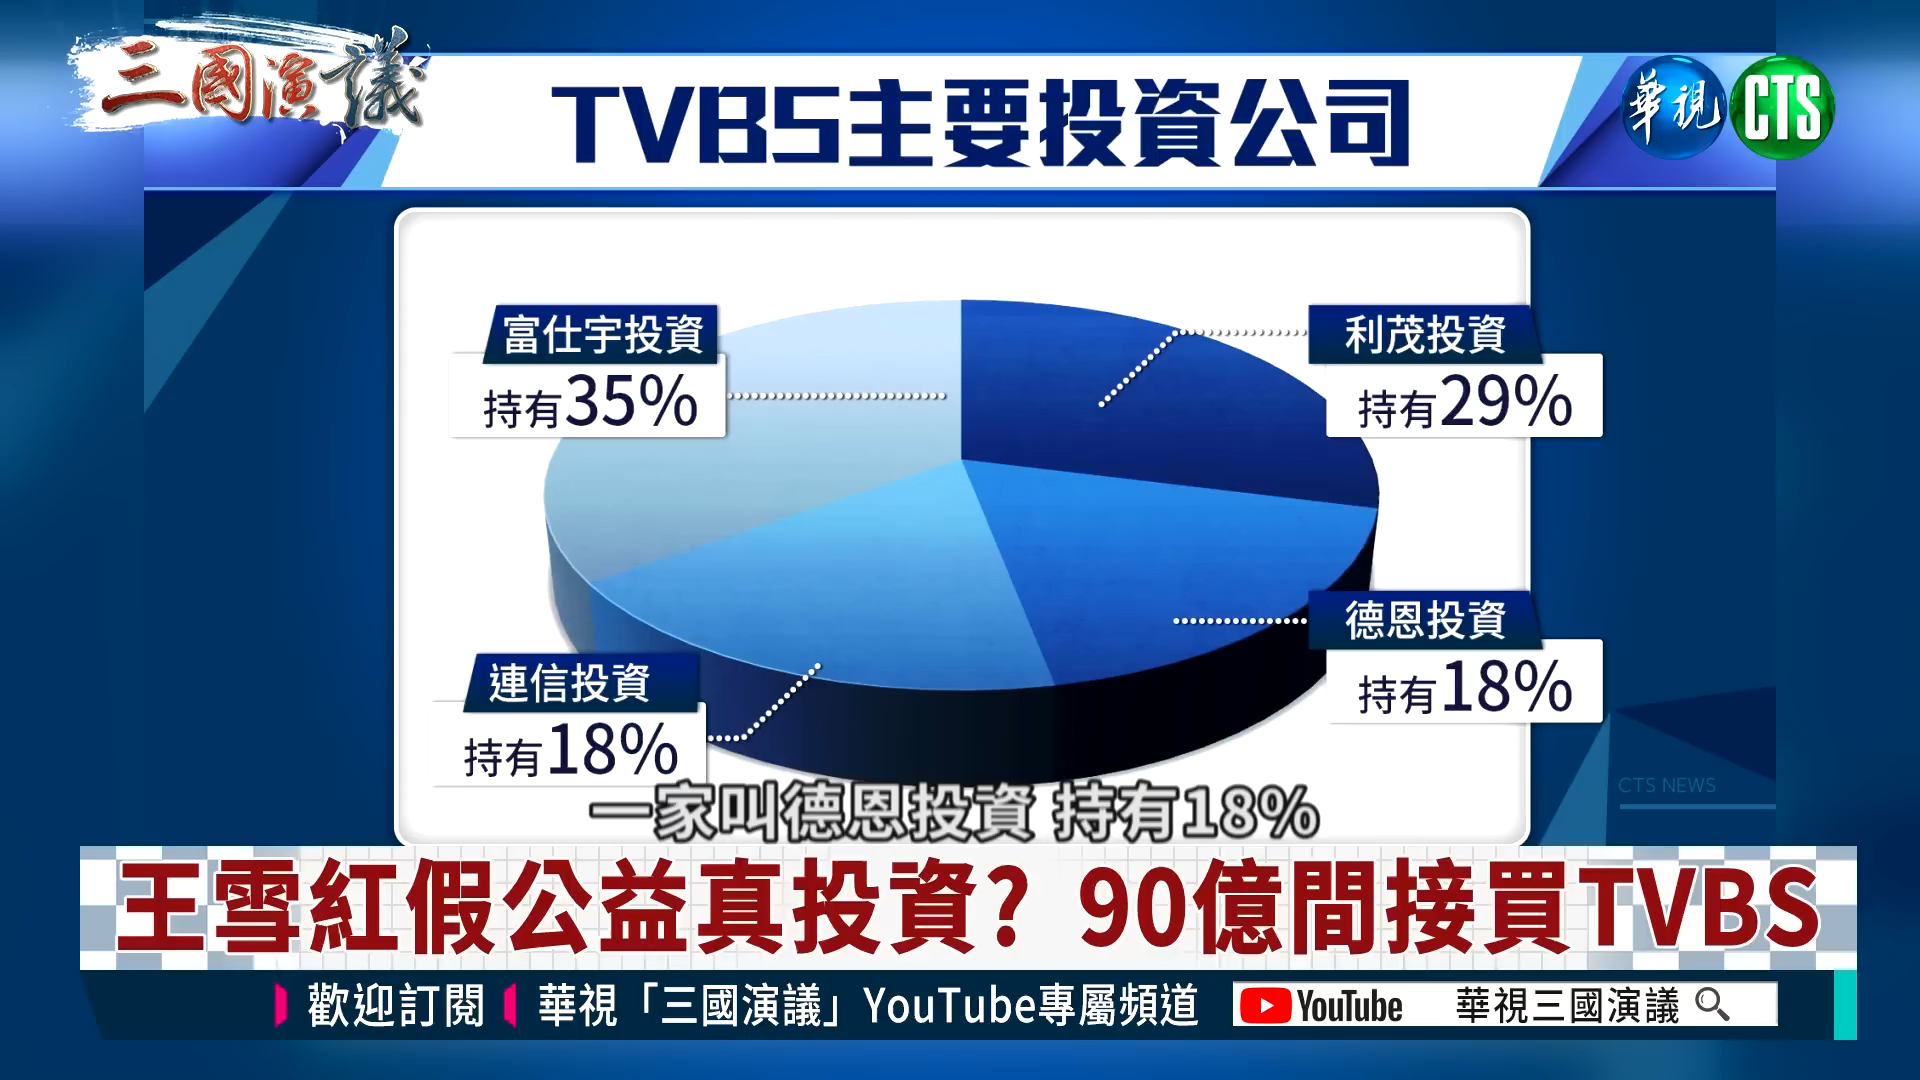 三國演議
TVBS主要投資公司
華視 CTS
富仕宇投資
持有35%
利茂投資
持有29%
德恩投資
持有18%
連信投資
持有18%
CTS NEWS
一家叫德恩投資 持有18%
王雪紅假公益真投資? 90億間接買TVBS
歡迎訂閱 華視「三國演議」YouTube專屬頻道 YouTube 華視三國演議